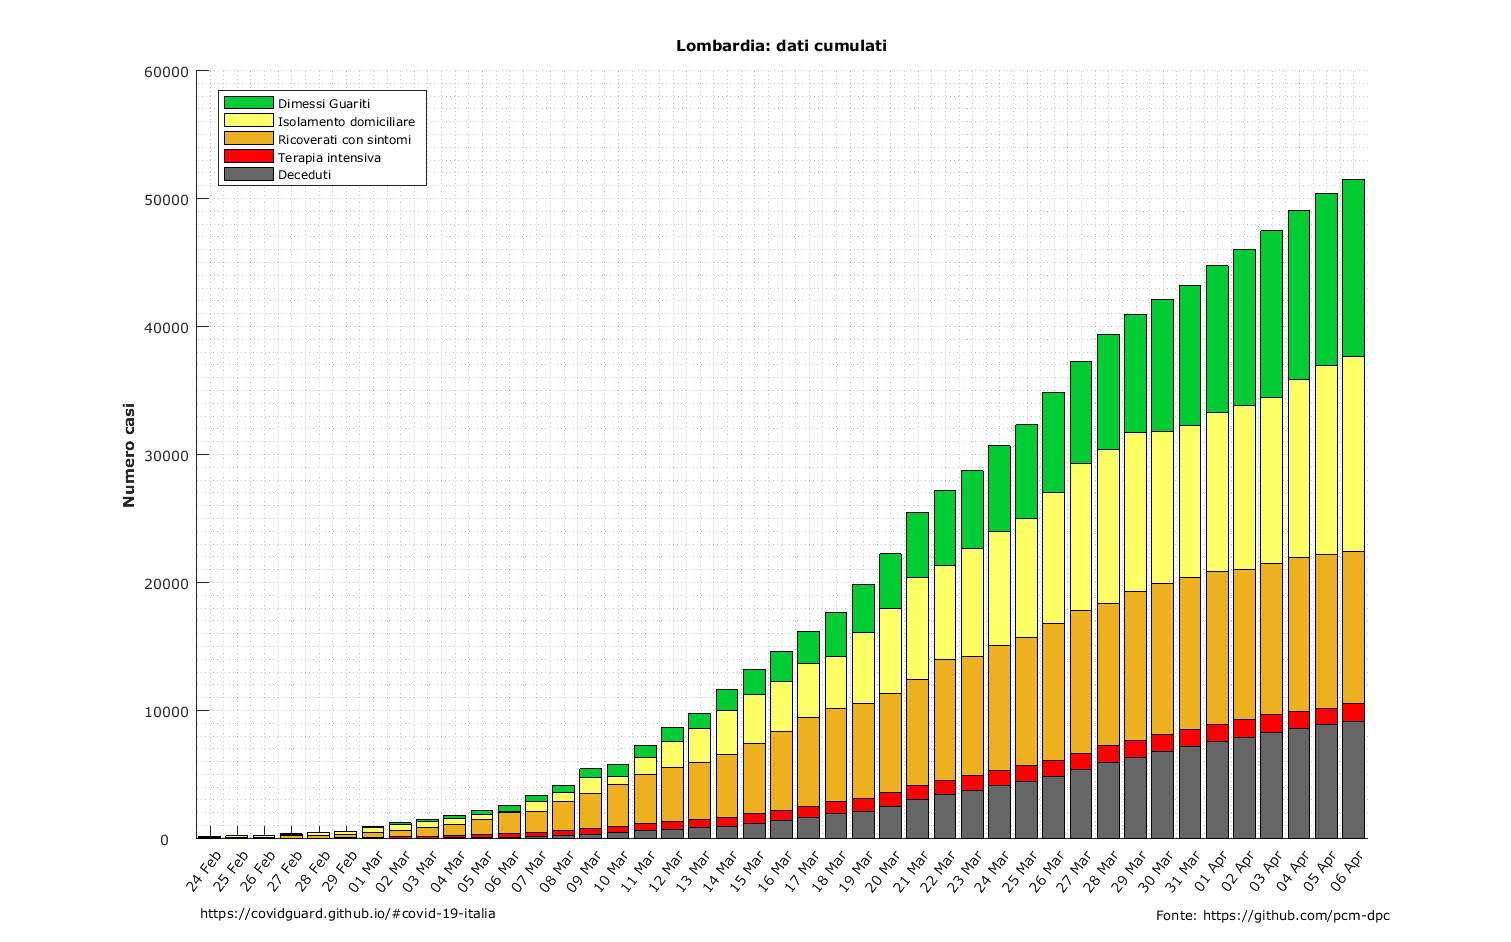 Lombardia: dati cumulati
60000
50000
40000
30000
20000
10000
0
Numero casi
Dimessi Guariti
Isolamento domiciliare
Ricoverati con sintomi
Terapia intensiva
Deceduti
24 Feb
25 Feb
26 Feb
27 Feb
28 Feb
29 Feb
01 Mar
02 Mar
03 Mar
04 Mar
05 Mar
06 Mar
07 Mar
08 Mar
09 Mar
10 Mar
11 Mar
12 Mar
13 Mar
14 Mar
15 Mar
16 Mar
17 Mar
18 Mar
19 Mar
20 Mar
21 Mar
22 Mar
23 Mar
24 Mar
25 Mar
26 Mar
27 Mar
28 Mar
29 Mar
30 Mar
31 Mar
01 Apr
02 Apr
03 Apr
04 Apr
05 Apr
06 Apr
https://covidguard.github.io/#covid-19-italia
Fonte: https://github.com/pcm-dpc